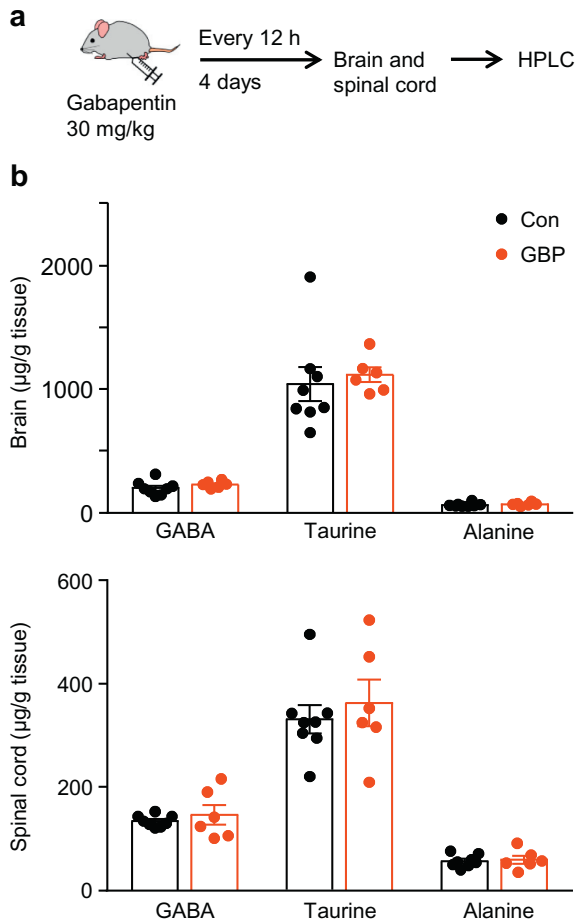 a
Every 12 h
4 days
Brain and
spinal cord
HPLC
Gabapentin
30 mg/kg
b
Con
GBP
Brain (µg/g tissue)
2000
1000
0
GABA
Taurine
Alanine
Spinal cord (µg/g tissue)
600
400
200
0
GABA
Taurine
Alanine